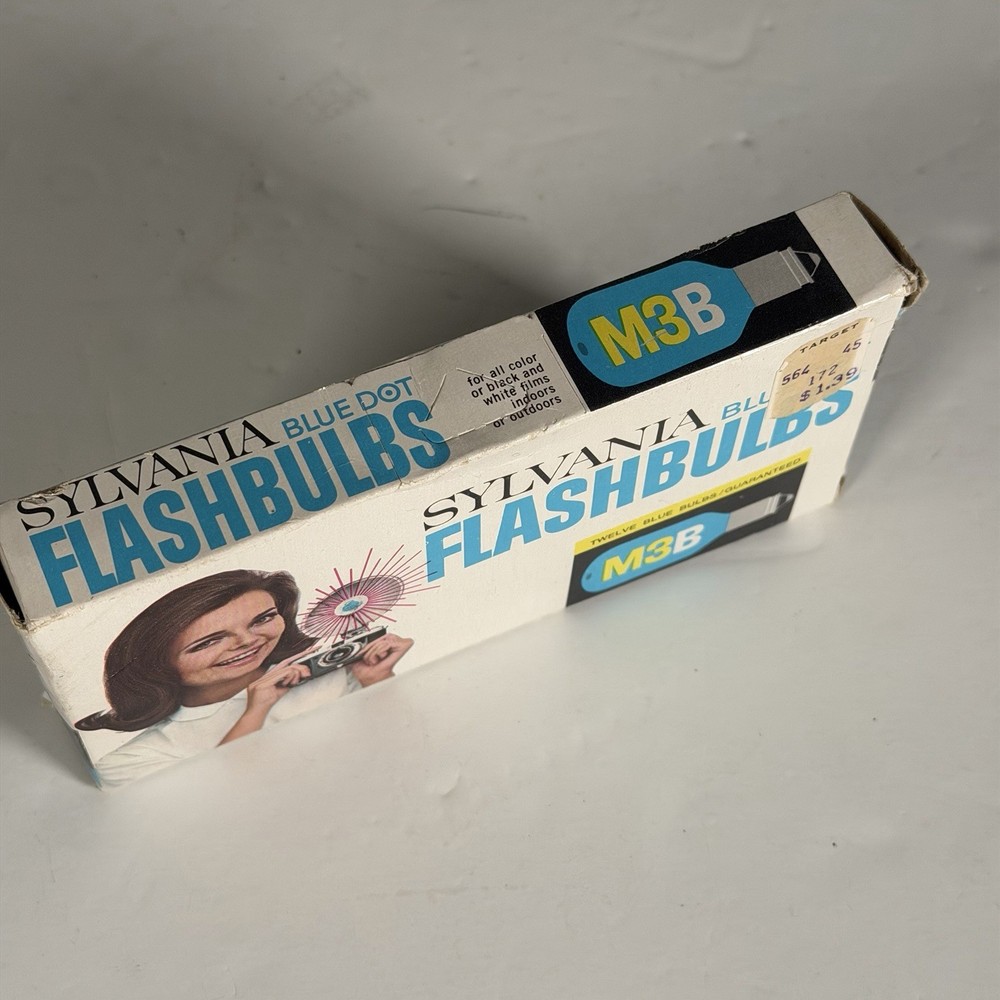 SYLVANIA BLUE DOT
FLASHBULBS
for all color
or black and
white films
indoors
or outdoors
M3B
SYLVANIA BLU
FLASHBULBS
TWELVE BLUE BULBS/GUARANTEED
M3B
TARGET
45
564 172
$1.39